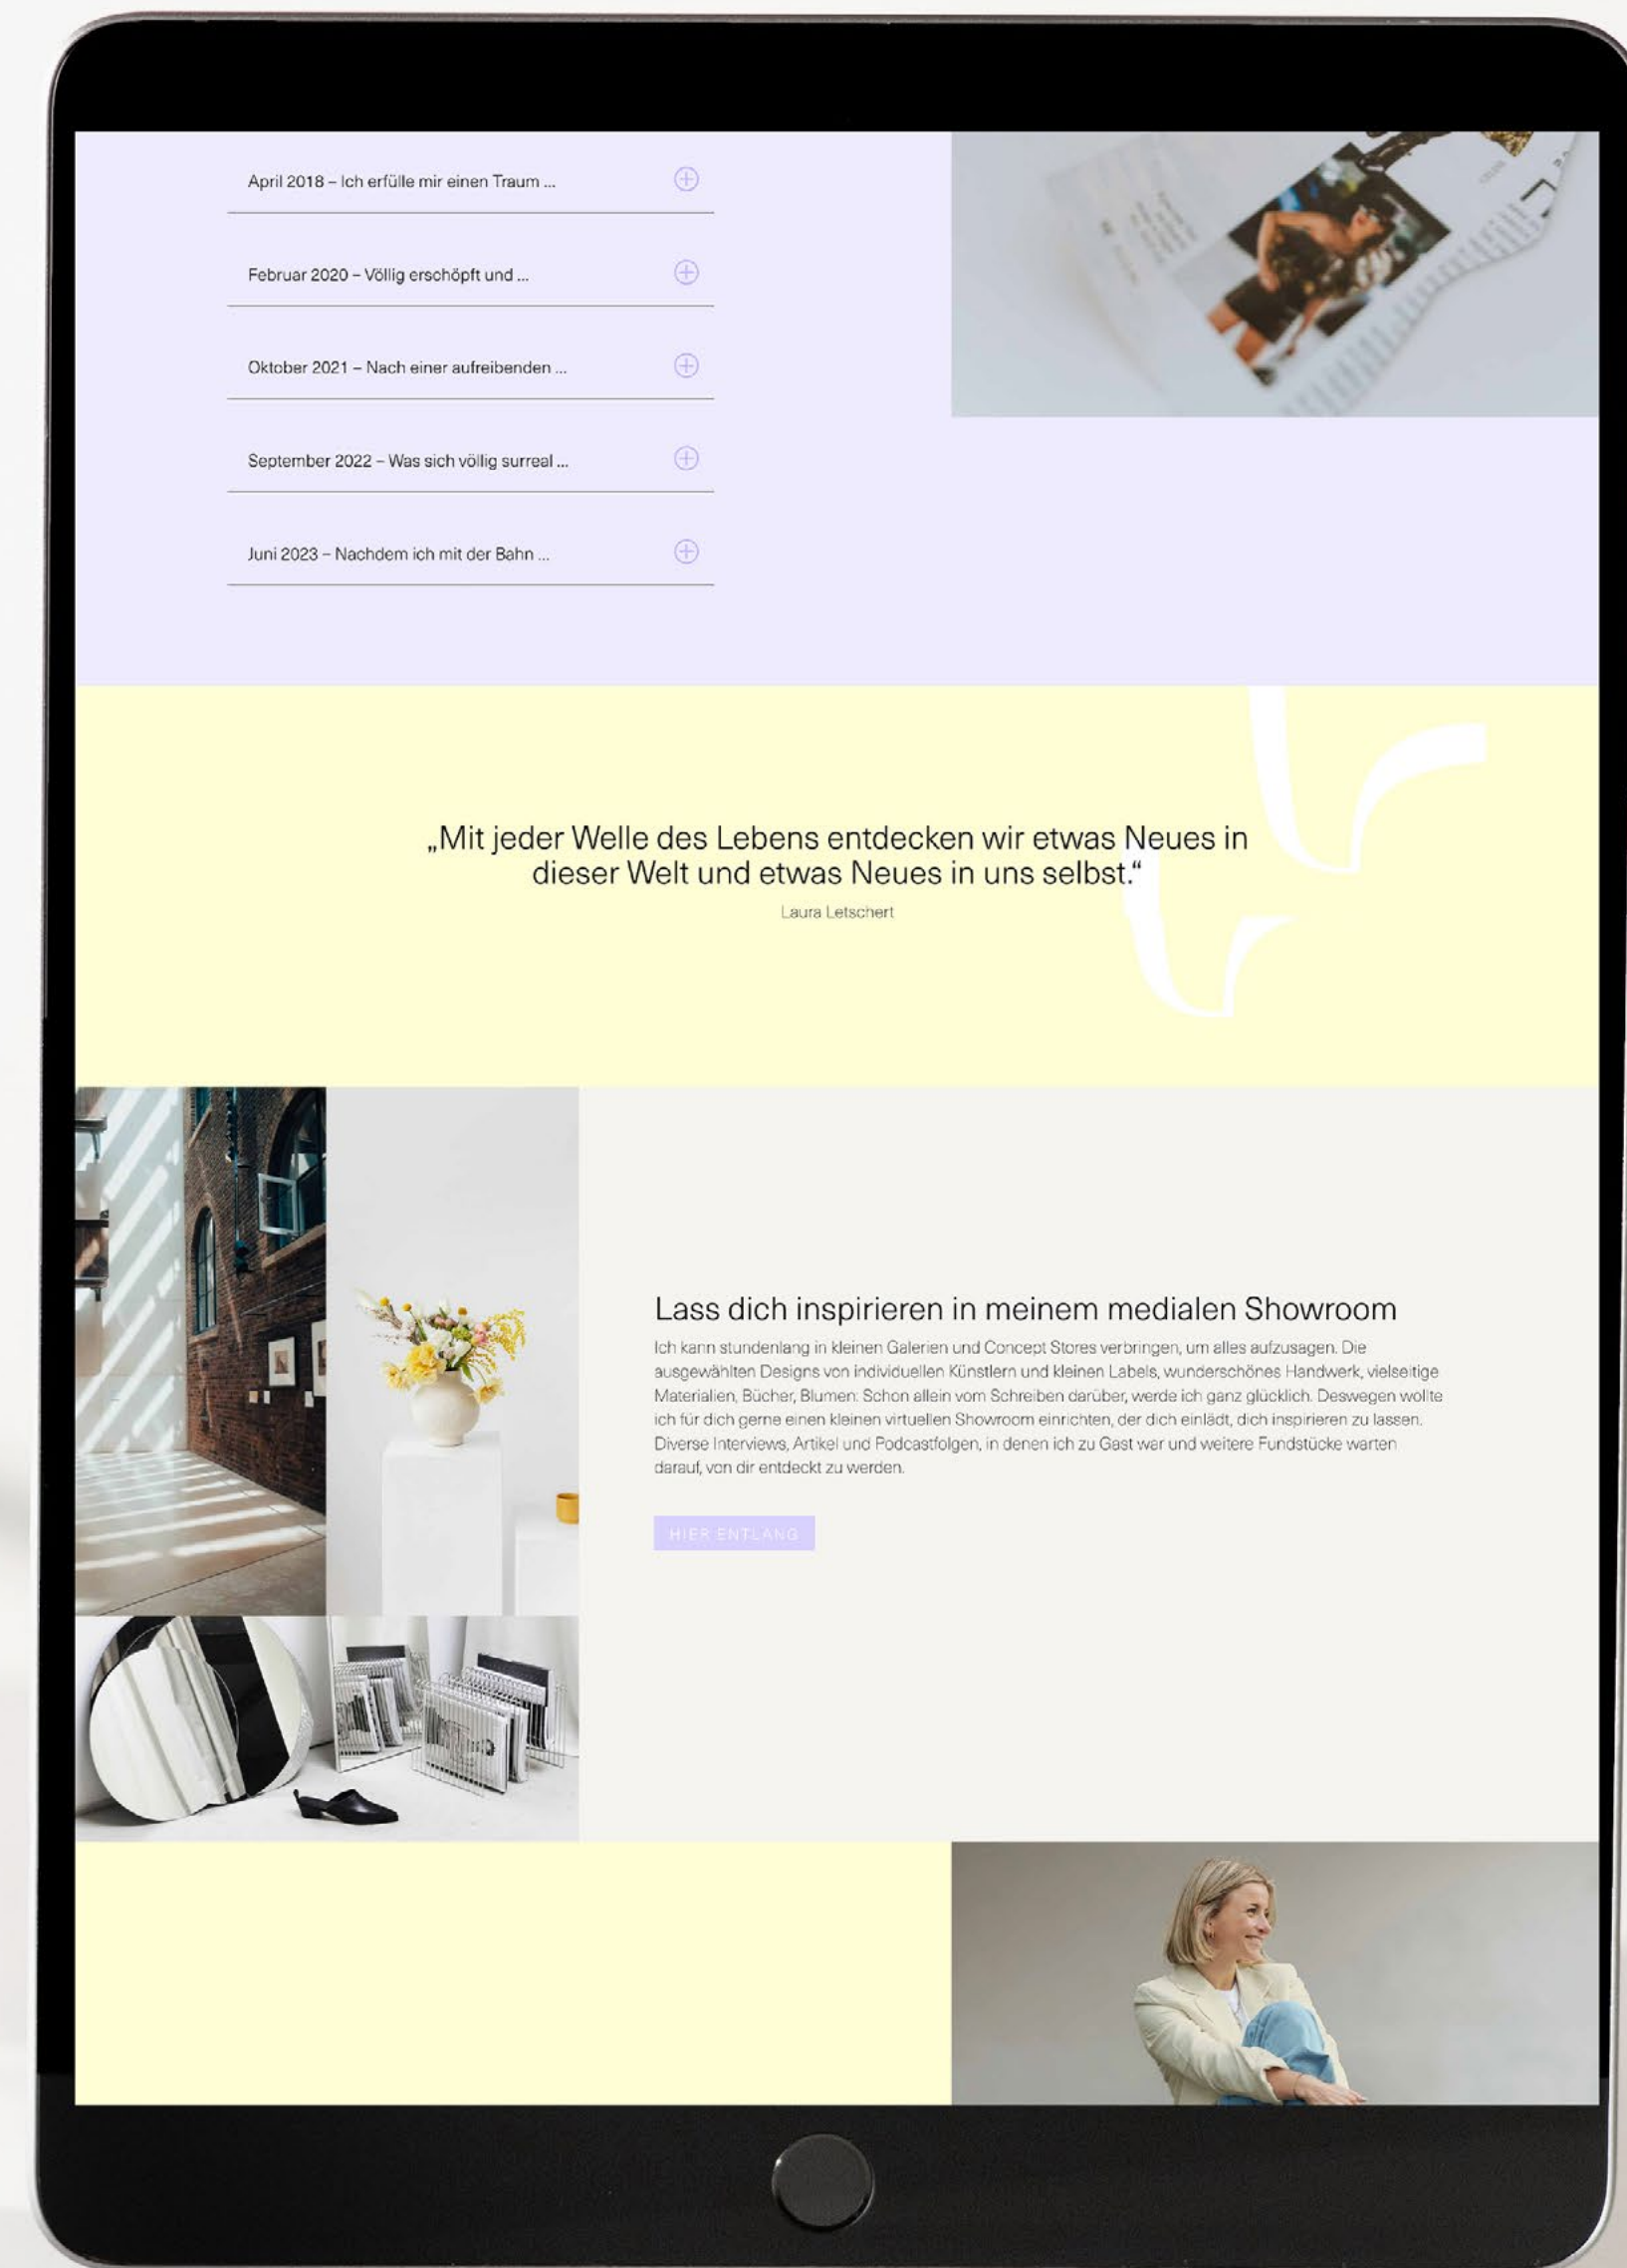 April 2018 – Ich erfülle mir einen Traum ...
Februar 2020 – Völlig erschöpft und ...
Oktober 2021 – Nach einer aufreibenden ...
September 2022 – Was sich völlig surreal ...
Juni 2023 – Nachdem ich mit der Bahn ...
„Mit jeder Welle des Lebens entdecken wir etwas Neues in
dieser Welt und etwas Neues in uns selbst.“
Laura Letschert
Lass dich inspirieren in meinem medialen Showroom
Ich kann stundenlang in kleinen Galerien und Concept Stores verbringen, um alles aufzusagen. Die
ausgewählten Designs von individuellen Künstlern und kleinen Labels, wunderschönes Handwerk, vielseitige
Materialien, Bücher, Blumen: Schon allein vom Schreiben darüber, werde ich ganz glücklich. Deswegen wollte
ich für dich gerne einen kleinen virtuellen Showroom einrichten, der dich einlädt, dich inspirieren zu lassen.
Diverse Interviews, Artikel und Podcastfolgen, in denen ich zu Gast war und weitere Fundstücke warten
darauf, von dir entdeckt zu werden.
HIER ENTLANG